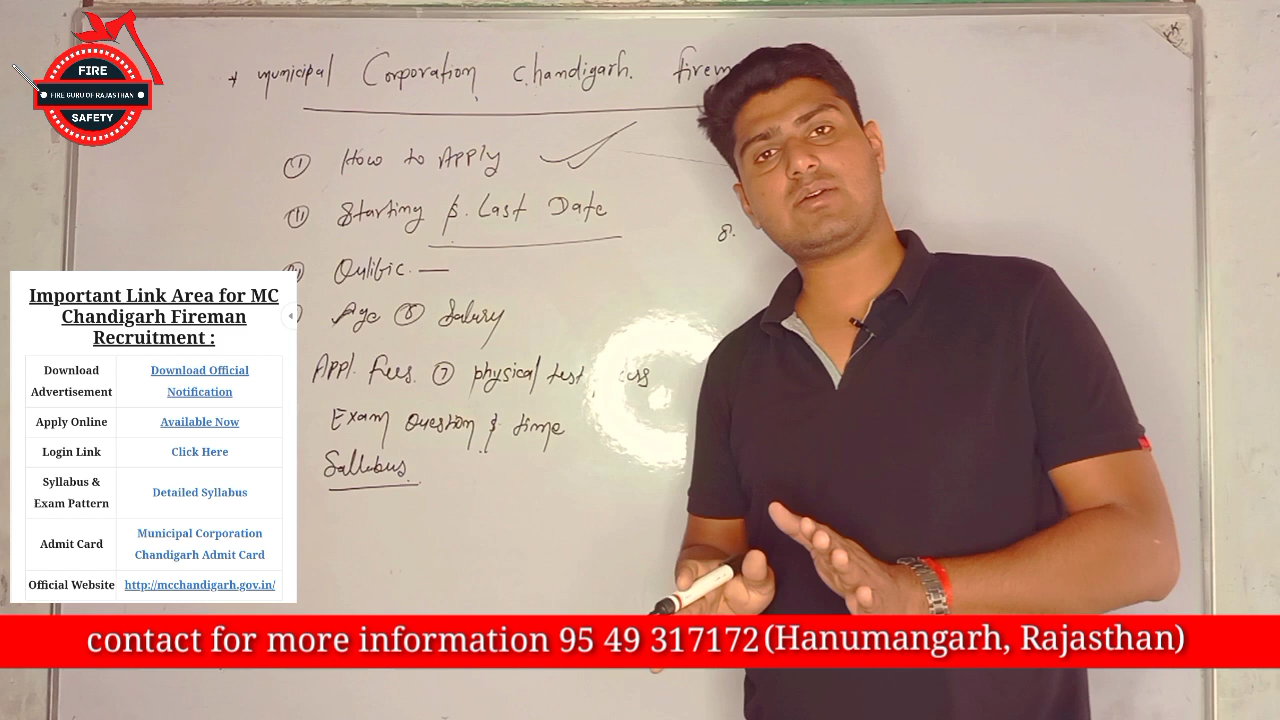 FIRE
FIRE GURU OF RAJASTHAN
SAFETY
municipal Corporation Chandigarh. firem
① How to Apply
⑪ Starting &. Last Date
8.
Qulific.
Age ⑥ Salary
Appl. fees. ⑦ physical test
Exam Question & time
Sallebus.
Important Link Area for MC
Chandigarh Fireman
Recruitment :
Download Advertisement Download Official Notification
Apply Online Available Now
Login Link Click Here
Syllabus & Exam Pattern Detailed Syllabus
Admit Card Municipal Corporation Chandigarh Admit Card
Official Website http://mcchandigarh.gov.in/
contact for more information 95 49 317172 (Hanumangarh, Rajasthan)